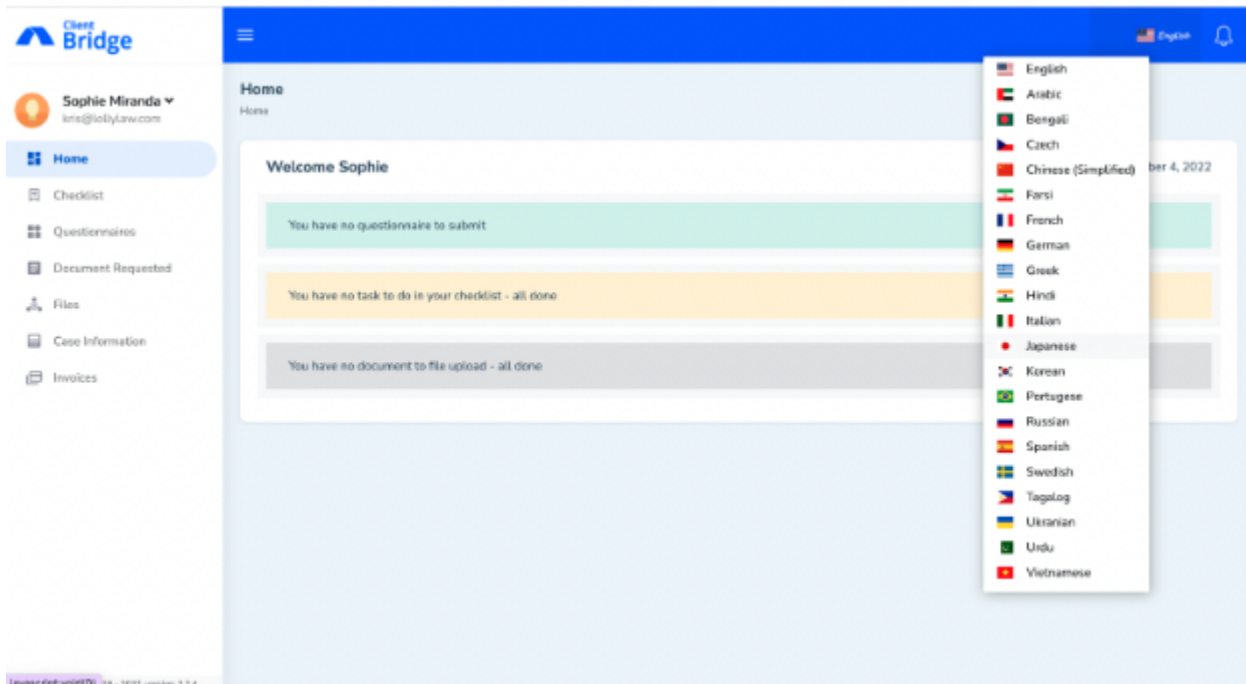 Client
Bridge
English
Sophie Miranda
kris@lollylaw.com
Home
Checklist
Questionnaires
Document Requested
Files
Case Information
Invoices
Home
Home
Welcome Sophie
ber 4, 2022
You have no questionnaire to submit
You have no task to do in your checklist - all done
You have no document to file upload - all done
English
Arabic
Bengali
Czech
Chinese (Simplified)
Farsi
French
German
Greek
Hindi
Italian
Japanese
Korean
Portugese
Russian
Spanish
Swedish
Tagalog
Ukranian
Urdu
Vietnamese